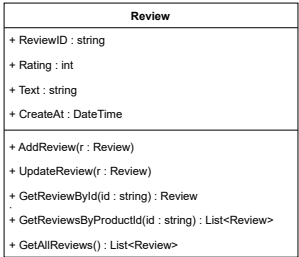 Review
+ ReviewID : string
+ Rating : int
+ Text : string
+ CreateAt : DateTime
+ AddReview(r : Review)
+ UpdateReview(r : Review)
+ GetReviewById(id : string) : Review
+ GetReviewsByProductId(id : string) : List<Review>
+ GetAllReviews() : List<Review>